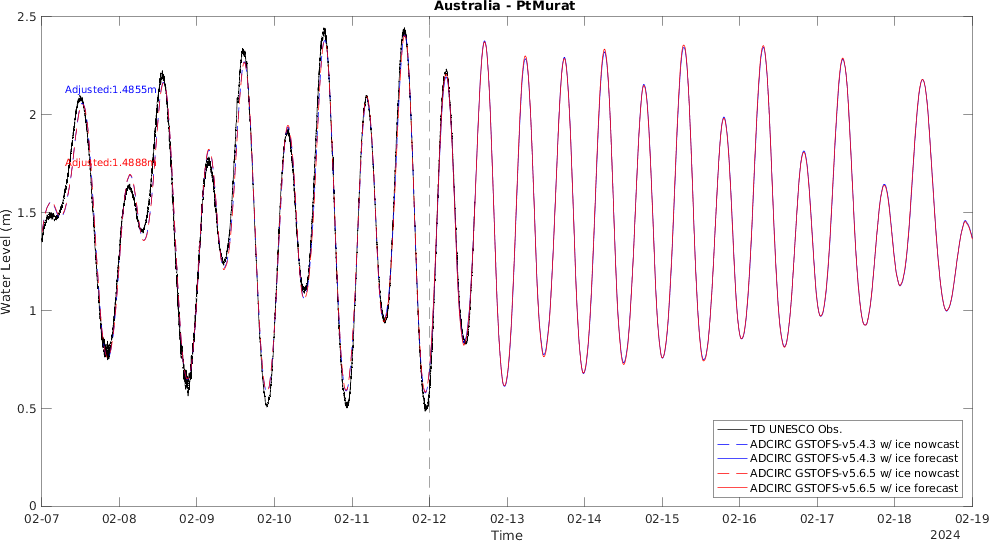 Australia - PtMurat
2.5
2
1.5
1
0.5
0
Water Level (m)
Adjusted:1.4855m
Adjusted:1.4888m
TD UNESCO Obs.
ADCIRC GSTOFS-v5.4.3 w/ ice nowcast
ADCIRC GSTOFS-v5.4.3 w/ ice forecast
ADCIRC GSTOFS-v5.6.5 w/ ice nowcast
ADCIRC GSTOFS-v5.6.5 w/ ice forecast
02-07 02-08 02-09 02-10 02-11 02-12 02-13 02-14 02-15 02-16 02-17 02-18 02-19
Time
2024